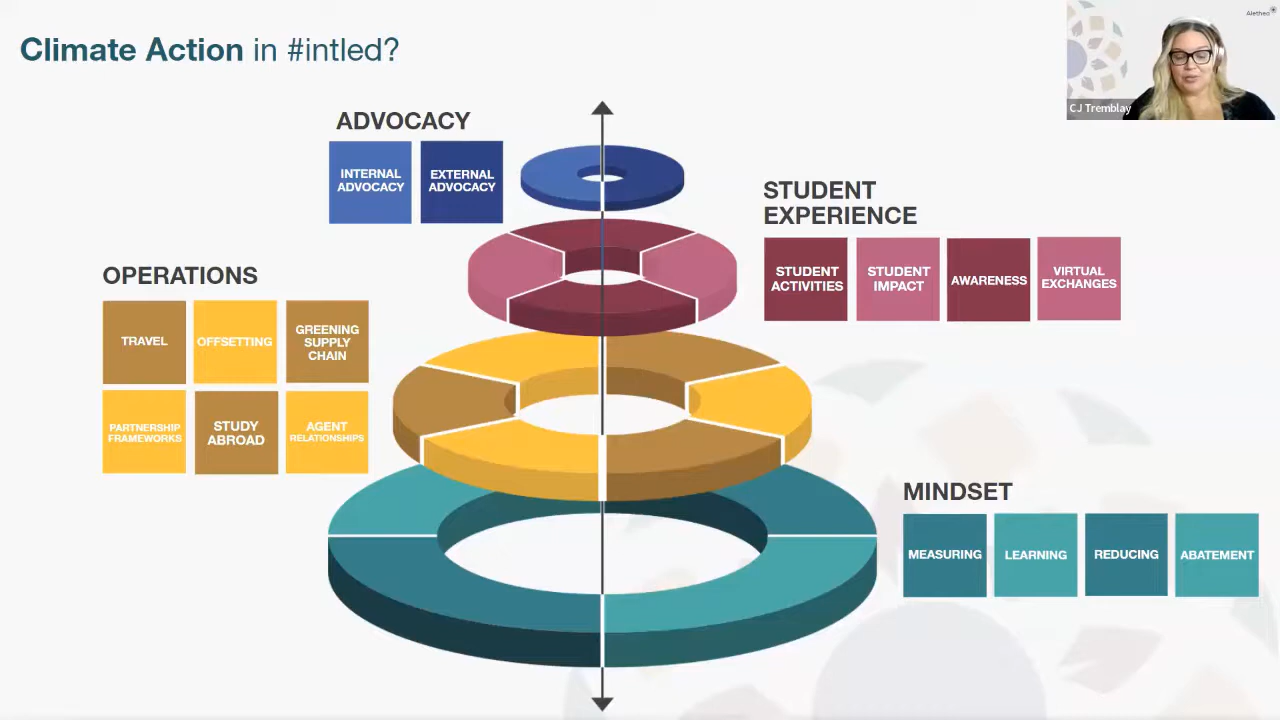 Climate Action in #intled?
Aletheo
CJ Tremblay
ADVOCACY
INTERNAL
ADVOCACY
EXTERNAL
ADVOCACY
STUDENT
EXPERIENCE
STUDENT
ACTIVITIES
STUDENT
IMPACT
AWARENESS
VIRTUAL
EXCHANGES
OPERATIONS
TRAVEL
OFFSETTING
GREENING
SUPPLY
CHAIN
PARTNERSHIP
FRAMEWORKS
STUDY
ABROAD
AGENT
RELATIONSHIPS
MINDSET
MEASURING
LEARNING
REDUCING
ABATEMENT